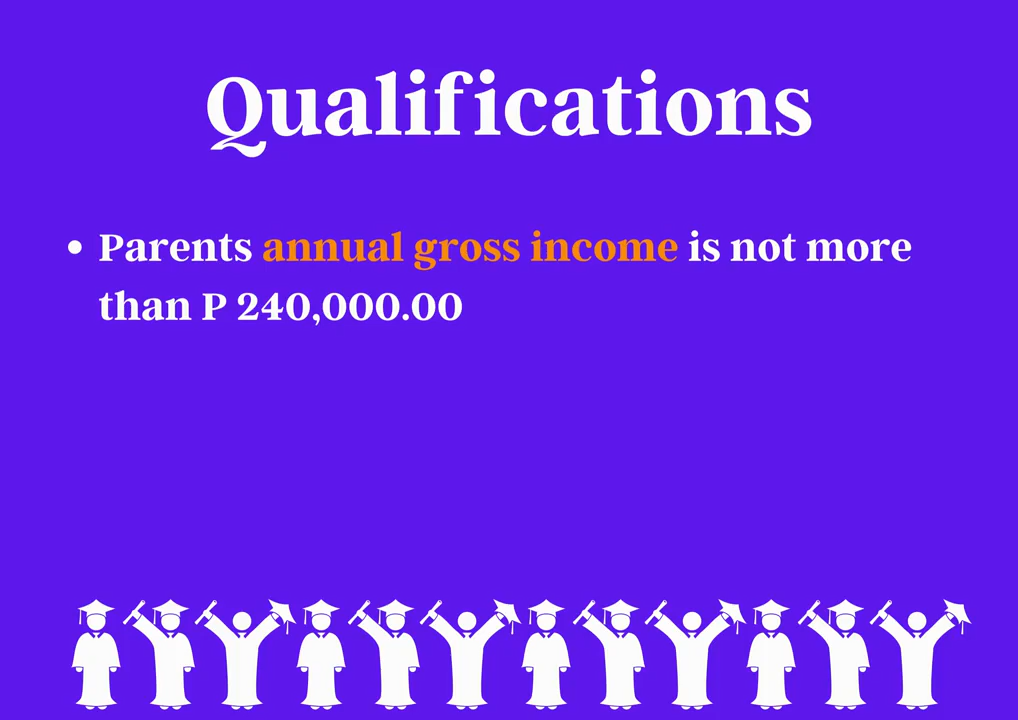 Qualifications
• Parents annual gross income is not more
than P 240,000.00